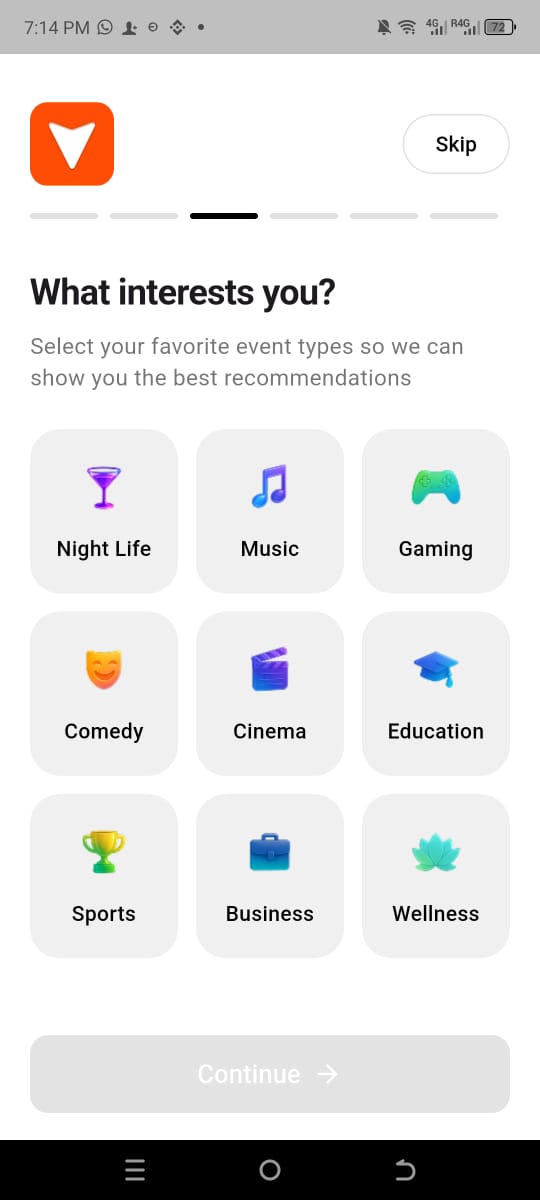 7:14 PM
4G R4G 72
Skip
What interests you?
Select your favorite event types so we can
show you the best recommendations
Night Life Music Gaming
Comedy Cinema Education
Sports Business Wellness
Continue